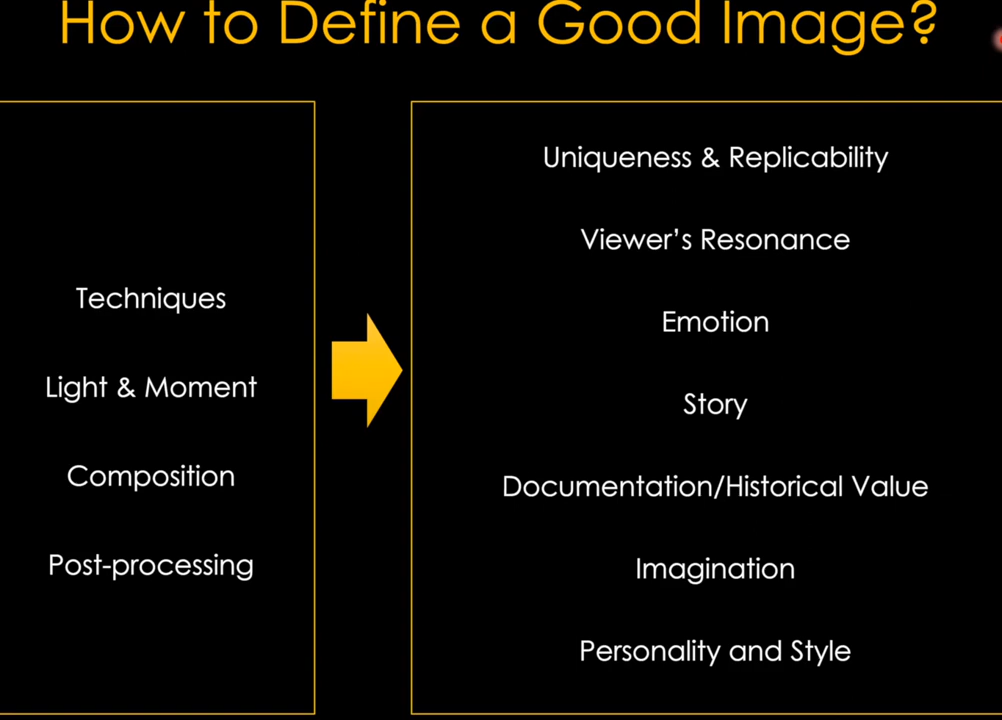 How to Define a Good Image?
Techniques
Light & Moment
Composition
Post-processing
Uniqueness & Replicability
Viewer’s Resonance
Emotion
Story
Documentation/Historical Value
Imagination
Personality and Style